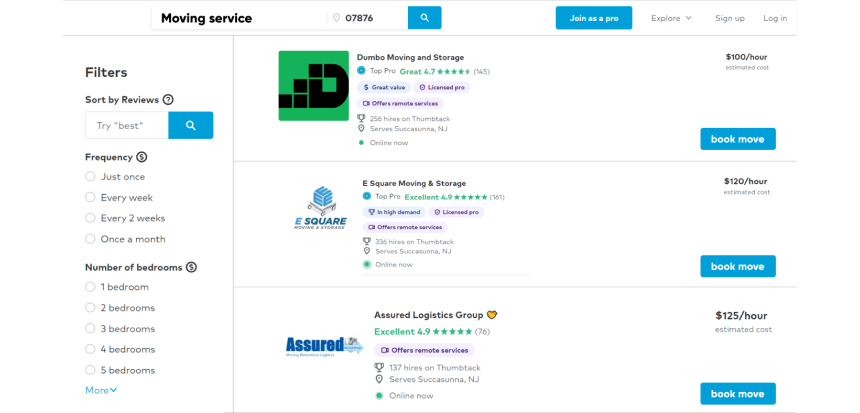 Moving service
07876
Join as a pro
Explore
Sign up
Log in
Filters
Sort by Reviews ?
Try "best"
Frequency $
Just once
Every week
Every 2 weeks
Once a month
Number of bedrooms $
1 bedroom
2 bedrooms
3 bedrooms
4 bedrooms
5 bedrooms
More
D
Dumbo Moving and Storage
Top Pro Great 4.7 ★★★★★ (145)
$ Great value Licensed pro
Offers remote services
256 hires on Thumbtack
Serves Succasunna, NJ
Online now
$100/hour
estimated cost
book move
E SQUARE
MOVING & STORAGE
E Square Moving & Storage
Top Pro Excellent 4.9 ★★★★★ (161)
In high demand Licensed pro
Offers remote services
336 hires on Thumbtack
Serves Succasunna, NJ
Online now
$120/hour
estimated cost
book move
Assured
Moving Relocations Logistics
Assured Logistics Group
Excellent 4.9 ★★★★★ (76)
Offers remote services
137 hires on Thumbtack
Serves Succasunna, NJ
Online now
$125/hour
estimated cost
book move